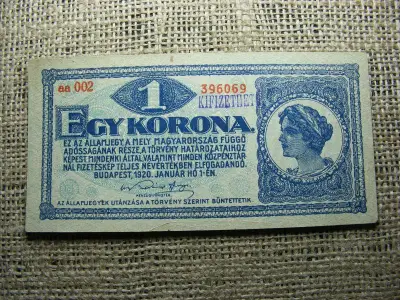 aa 002
1
396069
KIFIZETHET
EGY KORONA
EZ AZ ÁLLAMJEGY A MELY MAGYARORSZÁG FÜGGŐ
ADÓSSÁGÁNAK RÉSZE A TÖRVÉNY HATÁROZATAIHOZ
KÉPEST MINDENKI ÁLTAL VALAMINT MINDEN KÖZPÉNZTÁR
NÁL FIZETÉSKÉP TELJES NÉVÉRTÉKBEN ELFOGADANDÓ.
BUDAPEST, 1920. JANUÁR HÓ 1-ÉN.
AZ ÁLLAMJEGYEK UTÁNZÁSA A TÖRVÉNY SZERINT BÜNTETTETIK